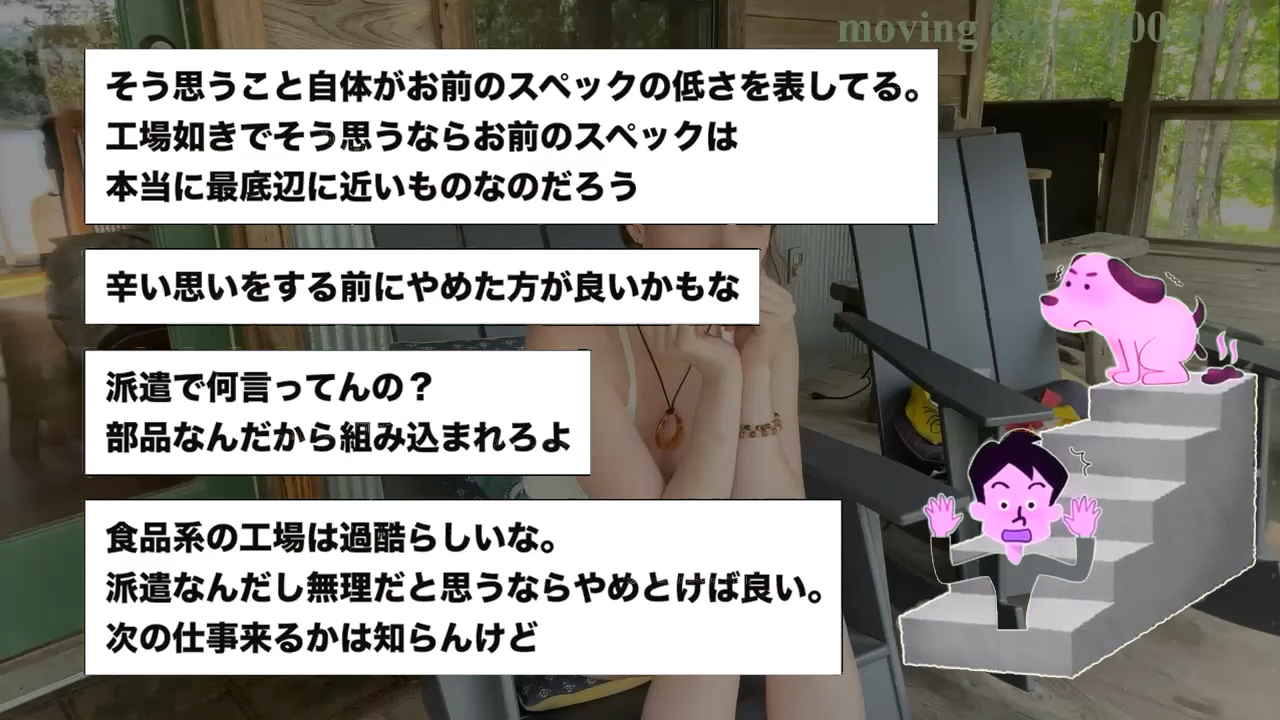 moving
そう思うこと自体がお前のスペックの低さを表してる。
工場如きでそう思うならお前のスペックは
本当に最底辺に近いものなのだろう
辛い思いをする前にやめた方が良いかもな
派遣で何言ってんの？
部品なんだから組み込まれろよ
食品系の工場は過酷らしいな。
派遣なんだし無理だと思うならやめとけば良い。
次の仕事来るかは知らんけど